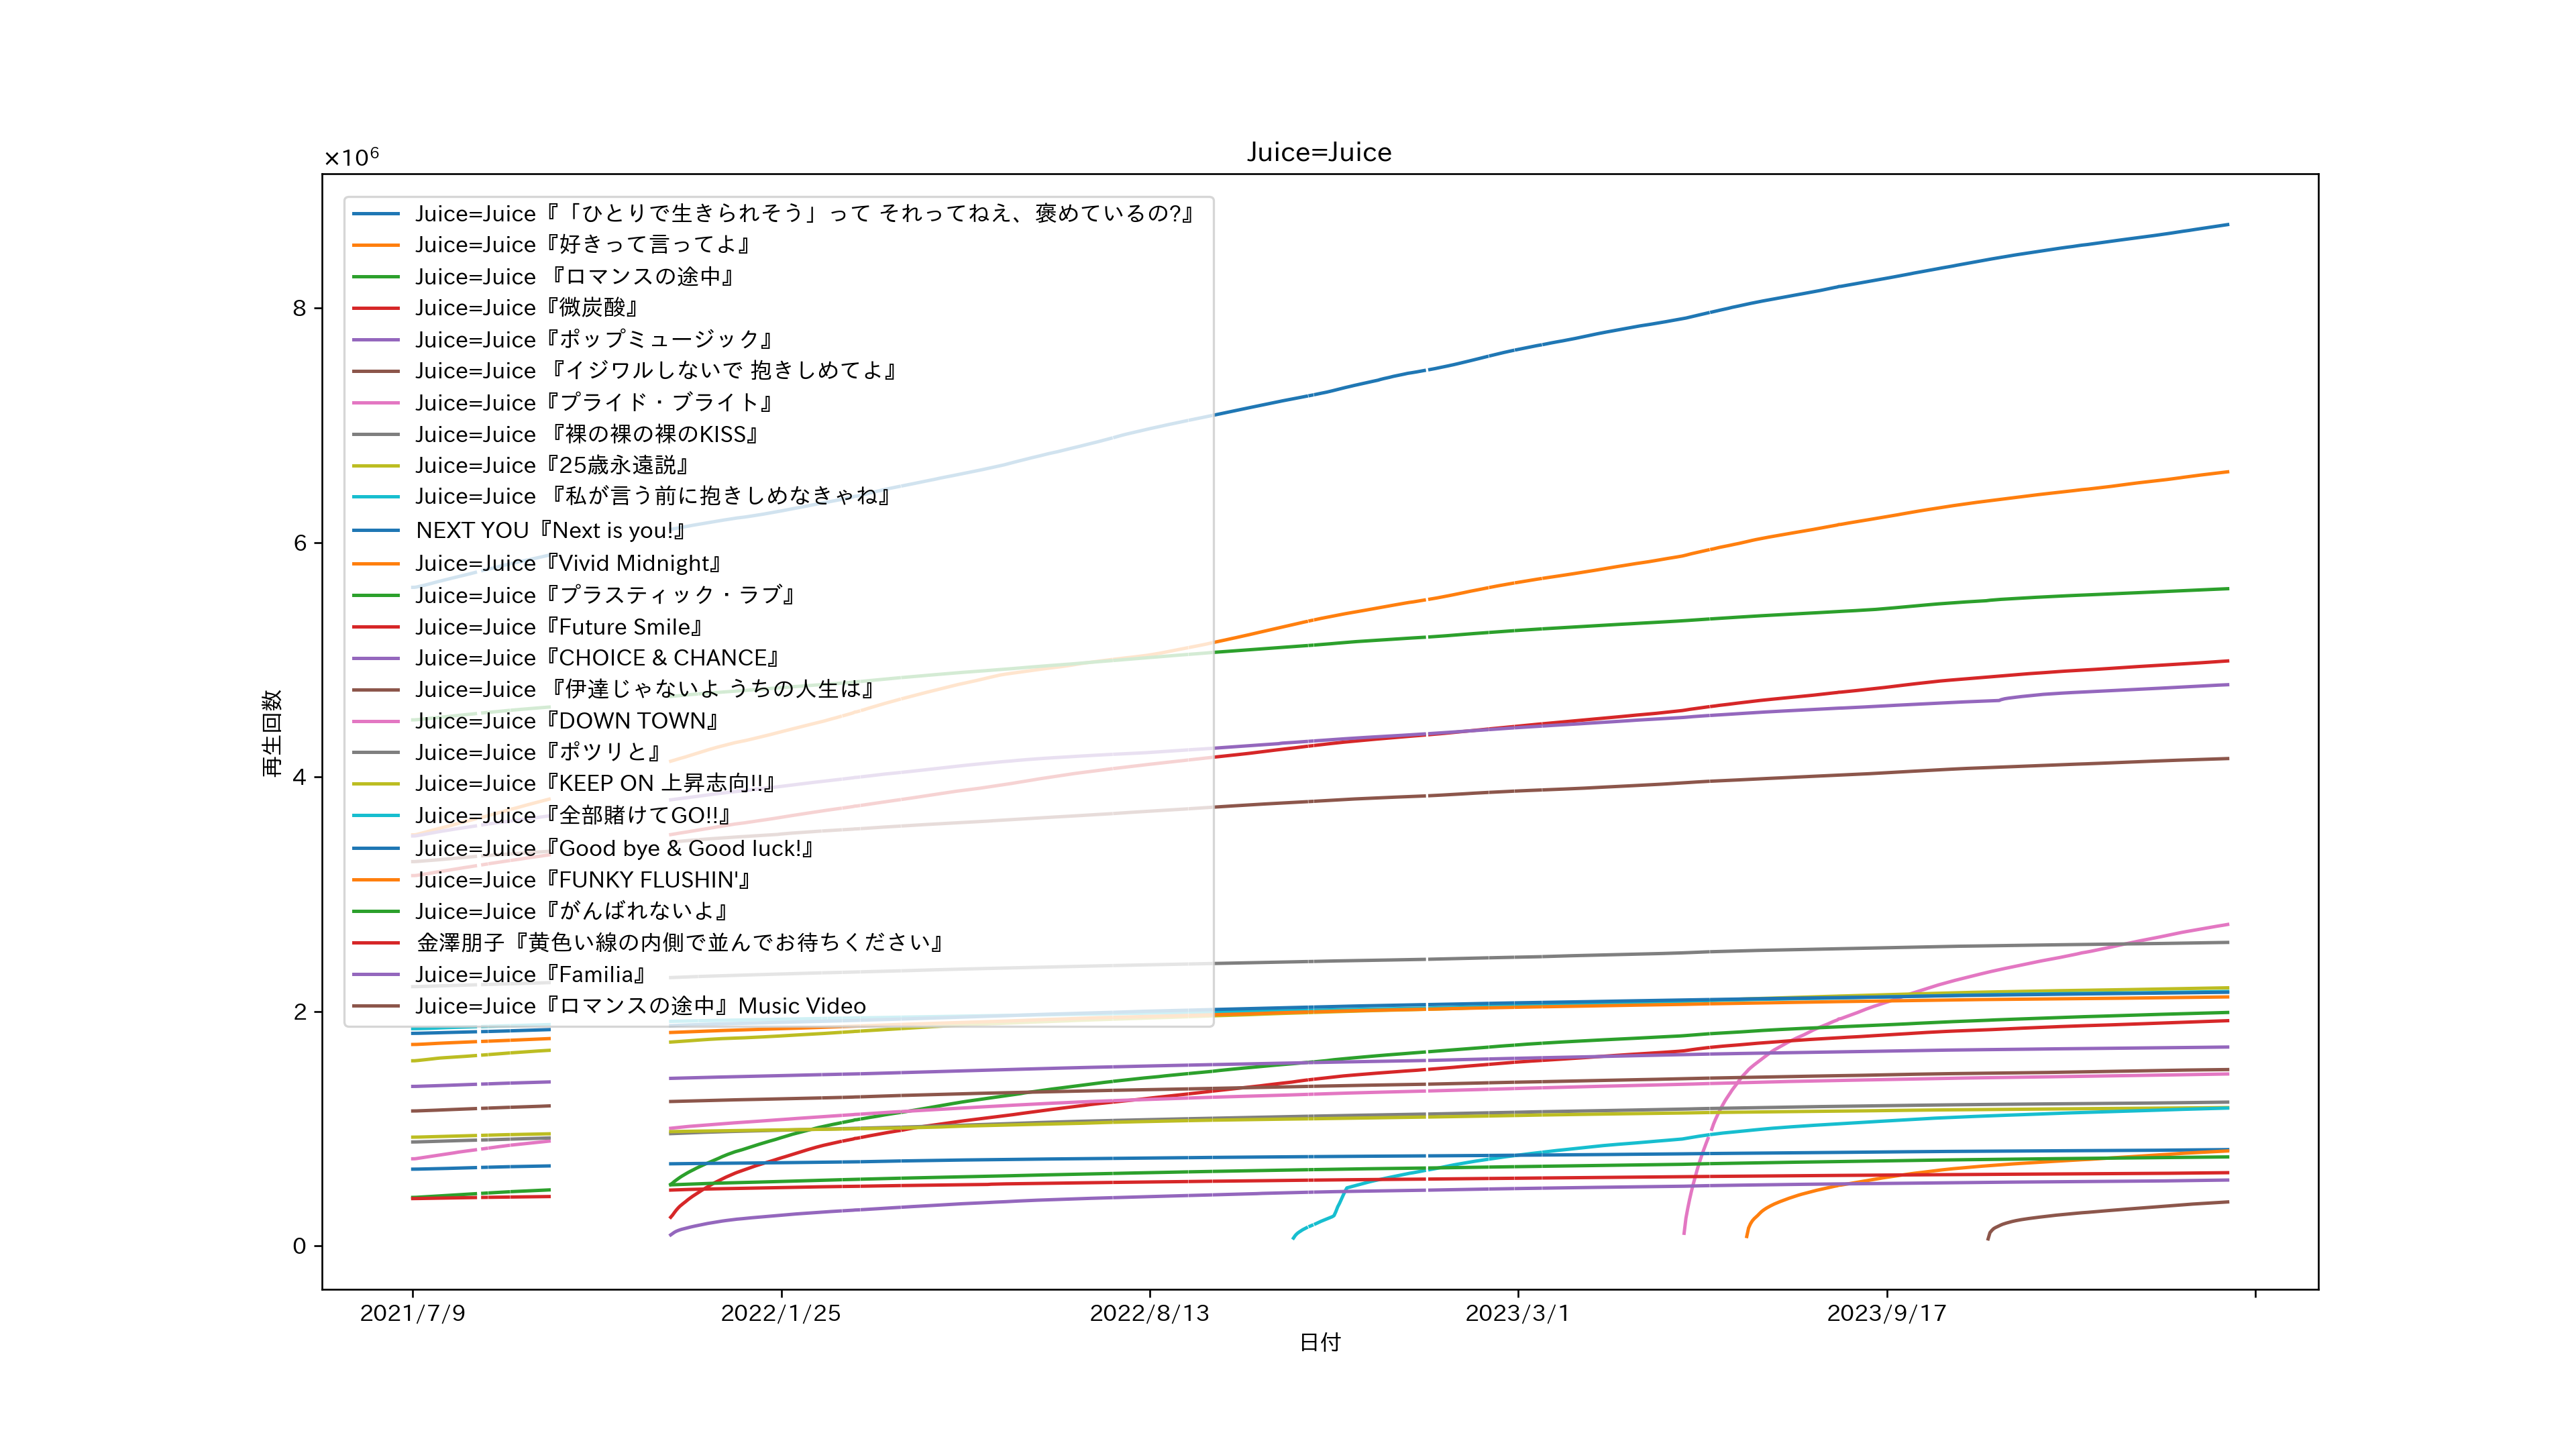 Juice=Juice
×10⁶
Juice=Juice『「ひとりで生きられそう」って それってねえ、褒めているの?』
Juice=Juice『好きって言ってよ』
Juice=Juice 『ロマンスの途中』
Juice=Juice『微炭酸』
Juice=Juice『ポップミュージック』
Juice=Juice 『イジワルしないで 抱きしめてよ』
Juice=Juice『プライド・ブライト』
Juice=Juice 『裸の裸の裸のKISS』
Juice=Juice『25歳永遠説』
Juice=Juice 『私が言う前に抱きしめなきゃね』
NEXT YOU『Next is you!』
Juice=Juice『Vivid Midnight』
Juice=Juice『プラスティック・ラブ』
Juice=Juice『Future Smile』
Juice=Juice『CHOICE & CHANCE』
Juice=Juice 『伊達じゃないよ うちの人生は』
Juice=Juice『DOWN TOWN』
Juice=Juice『ポツリと』
Juice=Juice『KEEP ON 上昇志向!!』
Juice=Juice『全部賭けてGO!!』
Juice=Juice『Good bye & Good luck!』
Juice=Juice『FUNKY FLUSHIN'』
Juice=Juice『がんばれないよ』
金澤朋子『黄色い線の内側で並んでお待ちください』
Juice=Juice『Familia』
Juice=Juice『ロマンスの途中』Music Video
8
6
4
2
0
再生回数
2021/7/9
2022/1/25
2022/8/13
2023/3/1
2023/9/17
日付